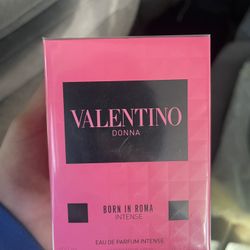 VALENTINO
DONNA
BORN IN ROMA
INTENSE
EAU DE PARFUM INTENSE